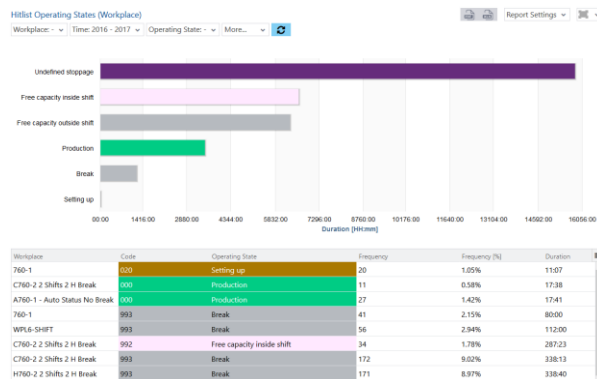 Hitlist Operating States (Workplace)
Report Settings
Workplace: - Time: 2016 - 2017 Operating State: - More...
Undefined stoppage
Free capacity inside shift
Free capacity outside shift
Production
Break
Setting up
00:00 1416:00 2880:00 4344:00 5832:00 7296:00 8760:00 10176:00 11640:00 13104:00 14592:00 16056:00
Duration [HH:mm]
Workplace Code Operating State Frequency Frequency [%] Duration
760-1 020 Setting up 20 1.05% 11:07
C760-2 2 Shifts 2 H Break 000 Production 11 0.58% 17:38
A760-1 - Auto Status No Break 000 Production 27 1.42% 17:41
760-1 993 Break 41 2.15% 80:00
WPL6-SHIFT 993 Break 56 2.94% 112:00
C760-2 2 Shifts 2 H Break 992 Free capacity inside shift 34 1.78% 287:23
C760-2 2 Shifts 2 H Break 993 Break 172 9.02% 338:13
H760-2 2 Shifts 2 H Break 993 Break 171 8.97% 338:40